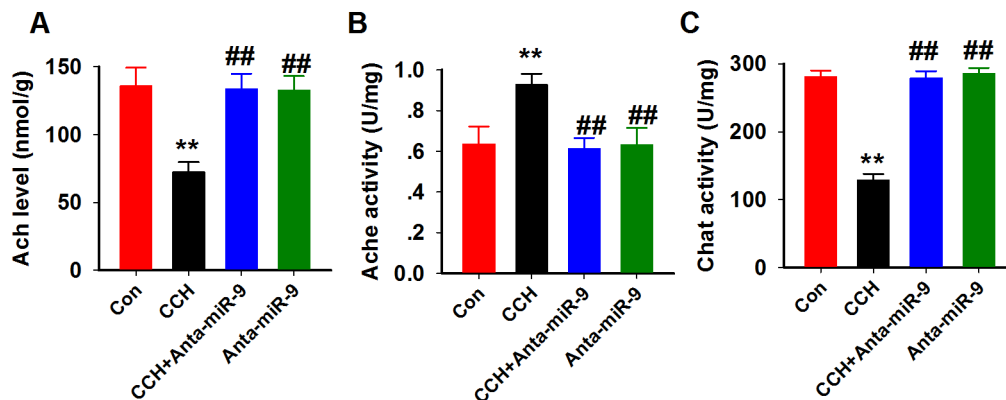 A
Ach level (nmol/g)
150
100
50
0
**
##
##
Con
CCH
CCH+Anta-miR-9
Anta-miR-9
B
Ache activity (U/mg)
1.0
.8
.6
.4
.2
0.0
**
##
##
Con
CCH
CCH+Anta-miR-9
Anta-miR-9
C
Chat activity (U/mg)
300
200
100
0
**
##
##
Con
CCH
CCH+Anta-miR-9
Anta-miR-9